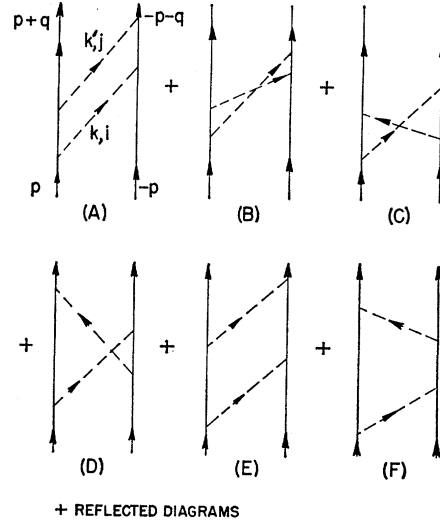 p+q
-p-q
k',j
k,i
p
-p
+
+
(A)
(B)
(C)
+
+
+
(D)
(E)
(F)
+ REFLECTED DIAGRAMS